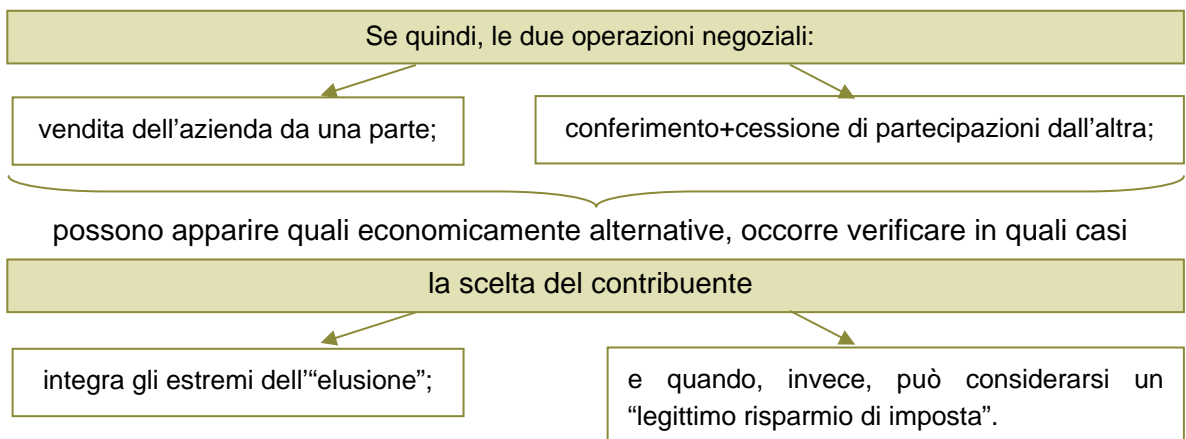 Se quindi, le due operazioni negoziali:
vendita dell’azienda da una parte;
conferimento+cessione di partecipazioni dall’altra;
possono apparire quali economicamente alternative, occorre verificare in quali casi
la scelta del contribuente
integra gli estremi dell’“elusione”;
e quando, invece, può considerarsi un
“legittimo risparmio di imposta”.